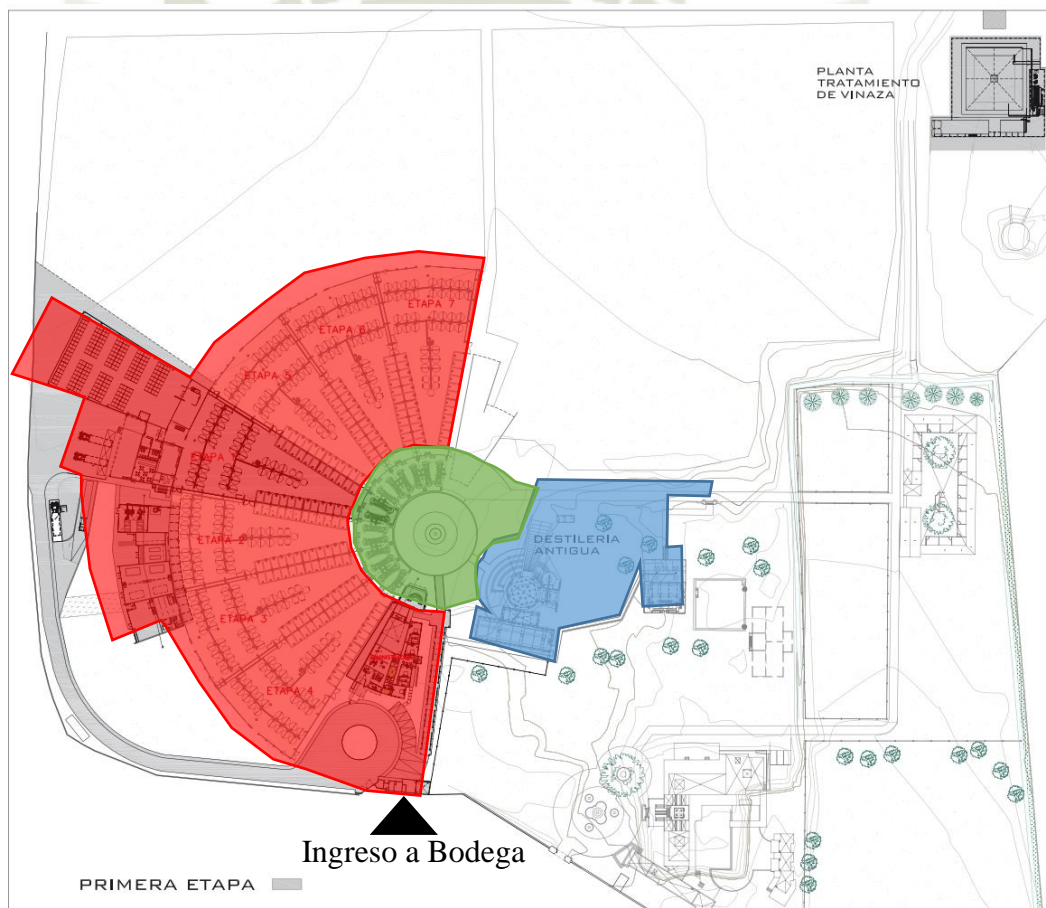 PLANTA
TRATAMIENTO
DE VINAZA
ETAPA 7
ETAPA 6
ETAPA 5
ETAPA 1
ETAPA 2
DESTILERÍA
ANTIGUA
ETAPA 3
ETAPA 4
Ingreso a Bodega
PRIMERA ETAPA